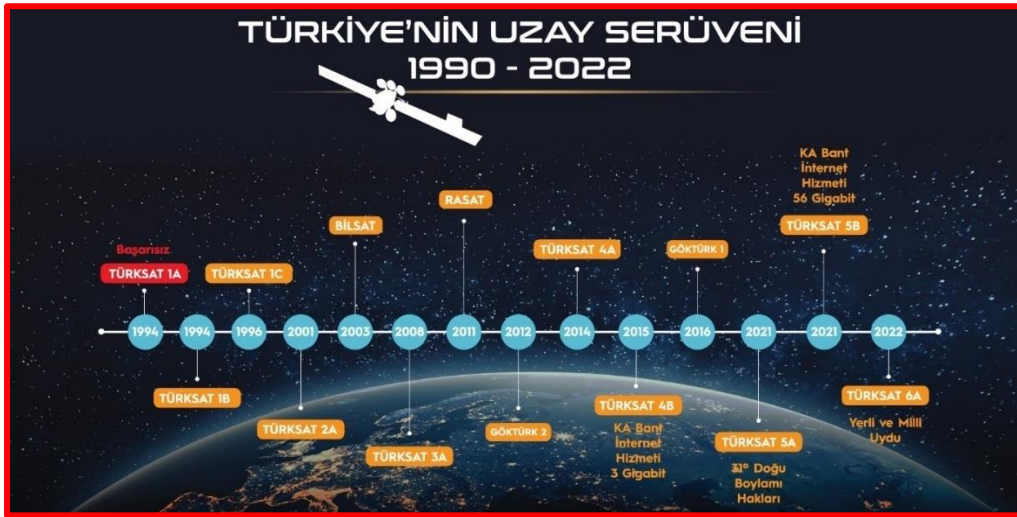 TÜRKİYE'NİN UZAY SERÜVENİ
1990 - 2022
KA Bant
İnternet
Hizmeti
56 Gigabit
TÜRKSAT 5B
RASAT
BİLSAT
Başarısız
TÜRKSAT 1A
TÜRKSAT 1C
TÜRKSAT 4A
GÖKTÜRK 1
1994
1994
1996
2001
2003
2008
2011
2012
2014
2015
2016
2021
2021
2022
TÜRKSAT 1B
TÜRKSAT 2A
TÜRKSAT 3A
GÖKTÜRK 2
TÜRKSAT 4B
KA Bant
İnternet
Hizmeti
3 Gigabit
TÜRKSAT 5A
31° Doğu
Boylamı
Hakları
TÜRKSAT 6A
Yerli ve Milli
Uydu